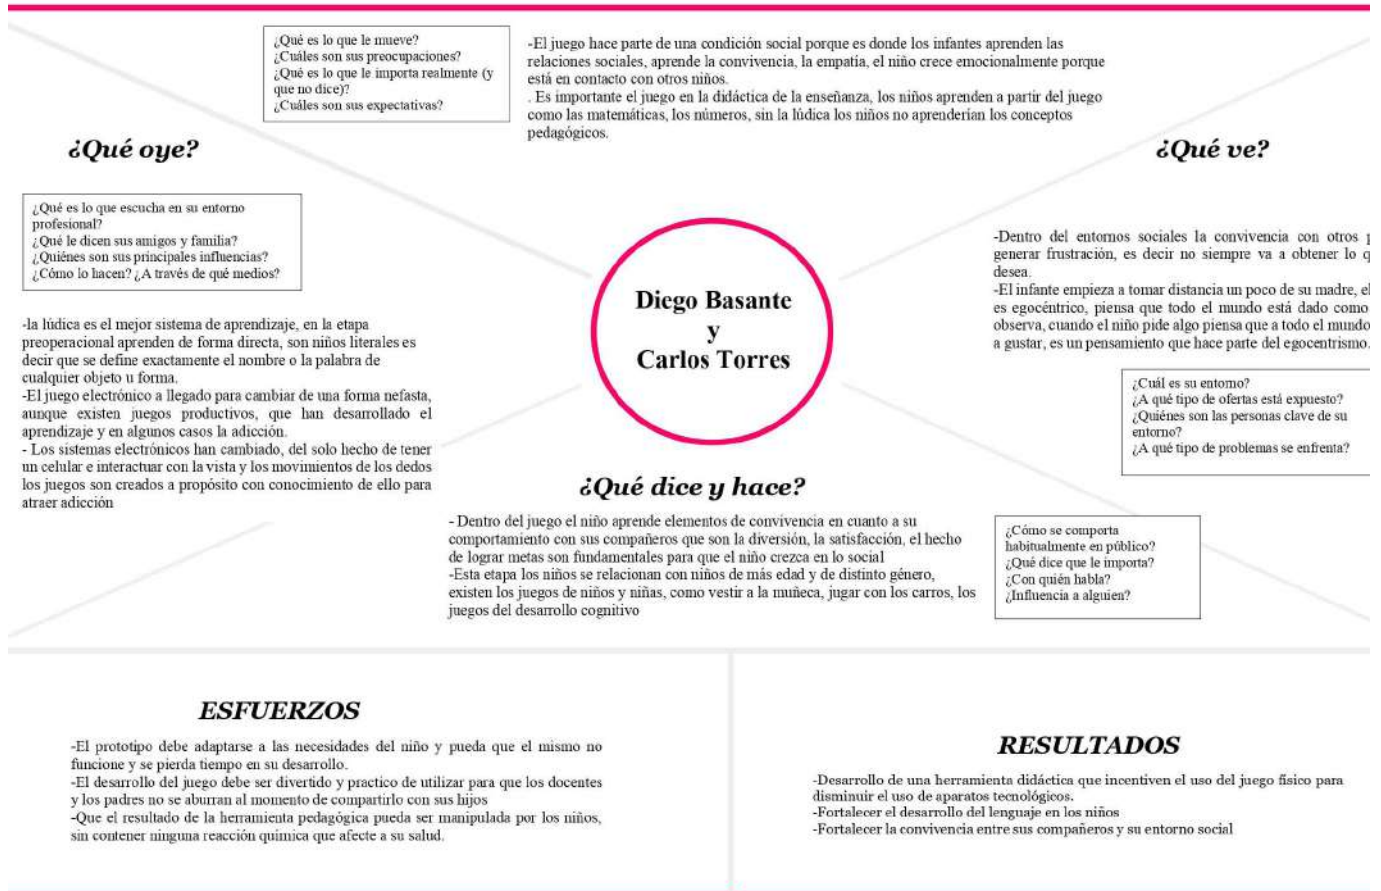 ¿Qué es lo que le mueve?
¿Cuáles son sus preocupaciones?
¿Qué es lo que le importa realmente (y
que no dice)?
¿Cuáles son sus expectativas?
-El juego hace parte de una condición social porque es donde los infantes aprenden las
relaciones sociales, aprende la convivencia, la empatía, el niño crece emocionalmente porque
está en contacto con otros niños.
. Es importante el juego en la didáctica de la enseñanza, los niños aprenden a partir del juego
como las matemáticas, los números, sin la lúdica los niños no aprenderían los conceptos
pedagógicos.
¿Qué oye?
¿Qué es lo que escucha en su entorno
profesional?
¿Qué le dicen sus amigos y familia?
¿Quiénes son sus principales influencias?
¿Cómo lo hacen? ¿A través de qué medios?
-la lúdica es el mejor sistema de aprendizaje, en la etapa
preoperacional aprenden de forma directa, son niños literales es
decir que se define exactamente el nombre o la palabra de
cualquier objeto u forma.
-El juego electrónico a llegado para cambiar de una forma nefasta,
aunque existen juegos productivos, que han desarrollado el
aprendizaje y en algunos casos la adicción.
- Los sistemas electrónicos han cambiado, del solo hecho de tener
un celular e interactuar con la vista y los movimientos de los dedos
los juegos son creados a propósito con conocimiento de ello para
atraer adicción
Diego Basante
y
Carlos Torres
¿Qué ve?
-Dentro del entornos sociales la convivencia con otros
generar frustración, es decir no siempre va a obtener lo
desea.
-El infante empieza a tomar distancia un poco de su madre,
es egocéntrico, piensa que todo el mundo está dado como
observa, cuando el niño pide algo piensa que a todo el mundo
a gustar, es un pensamiento que hace parte del egocentrismo.
¿Cuál es su entorno?
¿A qué tipo de ofertas está expuesto?
¿Quiénes son las personas clave de su
entorno?
¿A qué tipo de problemas se enfrenta?
¿Qué dice y hace?
- Dentro del juego el niño aprende elementos de convivencia en cuanto a su
comportamiento con sus compañeros que son la diversión, la satisfacción, el hecho
de lograr metas son fundamentales para que el niño crezca en lo social
-Esta etapa los niños se relacionan con niños de más edad y de distinto género,
existen los juegos de niños y niñas, como vestir a la muñeca, jugar con los carros, los
juegos del desarrollo cognitivo
¿Cómo se comporta
habitualmente en público?
¿Qué dice que le importa?
¿Con quién habla?
¿Influencia a alguien?
ESFUERZOS
-El prototipo debe adaptarse a las necesidades del niño y pueda que el mismo no
funcione y se pierda tiempo en su desarrollo.
-El desarrollo del juego debe ser divertido y practico de utilizar para que los docentes
y los padres no se aburran al momento de compartirlo con sus hijos
-Que el resultado de la herramienta pedagógica pueda ser manipulada por los niños,
sin contener ninguna reacción química que afecte a su salud.
RESULTADOS
-Desarrollo de una herramienta didáctica que incentiven el uso del juego físico para
disminuir el uso de aparatos tecnológicos.
-Fortalecer el desarrollo del lenguaje en los niños
-Fortalecer la convivencia entre sus compañeros y su entorno social